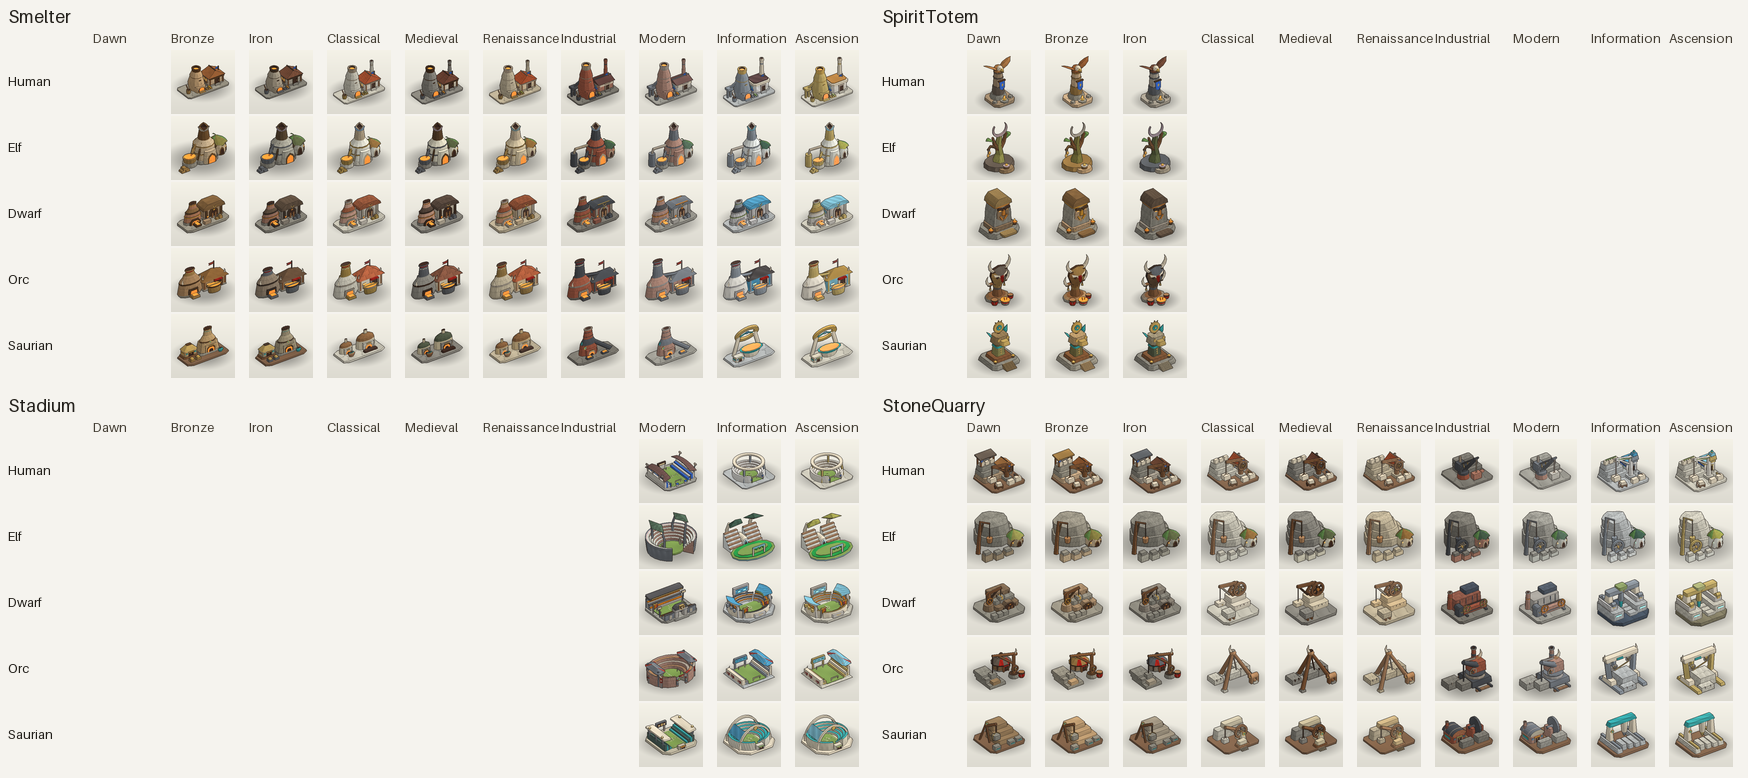 Smelter
Dawn Bronze Iron Classical Medieval Renaissance Industrial Modern Information Ascension
Human
Elf
Dwarf
Orc
Saurian
SpiritTotem
Dawn Bronze Iron Classical Medieval Renaissance Industrial Modern Information Ascension
Human
Elf
Dwarf
Orc
Saurian
Stadium
Dawn Bronze Iron Classical Medieval Renaissance Industrial Modern Information Ascension
Human
Elf
Dwarf
Orc
Saurian
StoneQuarry
Dawn Bronze Iron Classical Medieval Renaissance Industrial Modern Information Ascension
Human
Elf
Dwarf
Orc
Saurian